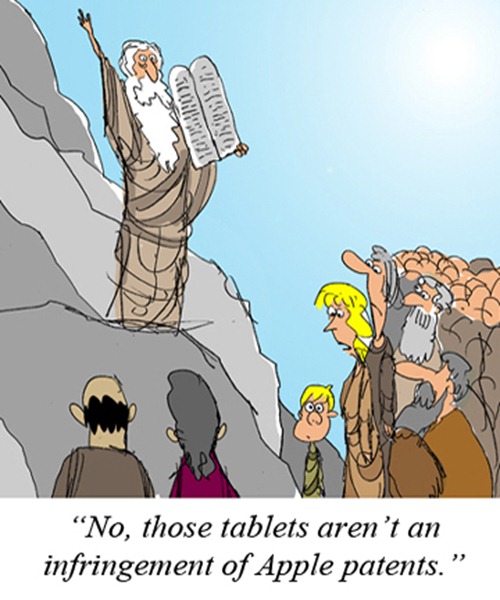 “No, those tablets aren’t an
infringement of Apple patents.”